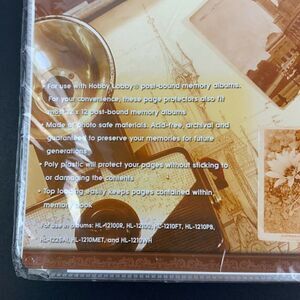 • For use with Hobby Lobby® post-bound memory albums.
• For your convenience, these page protectors also fit
most 12 x 12 post-bound memory albums
• Made of photo safe materials. Acid-free, archival and
guaranteed to preserve your memories for future
generations
• Poly plastic will protect your pages without sticking to
or damaging the contents
• Top loading easily keeps pages contained within
memory book
For use in albums: HL-12100R, HL-1210FT, HL-1210PB,
HL-1225AL, HL-1210MET, and HL-1210WH